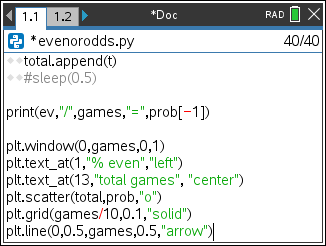 1.1 1.2 *Doc RAD
*evenorodds.py 40/40
total.append(t)
#sleep(0.5)
print(ev,"/",games,"=",prob[-1])
plt.window(0,games,0,1)
plt.text_at(1,"% even","left")
plt.text_at(13,"total games", "center")
plt.scatter(total,prob,"o")
plt.grid(games/10,0.1,"solid")
plt.line(0,0.5,games,0.5,"arrow")